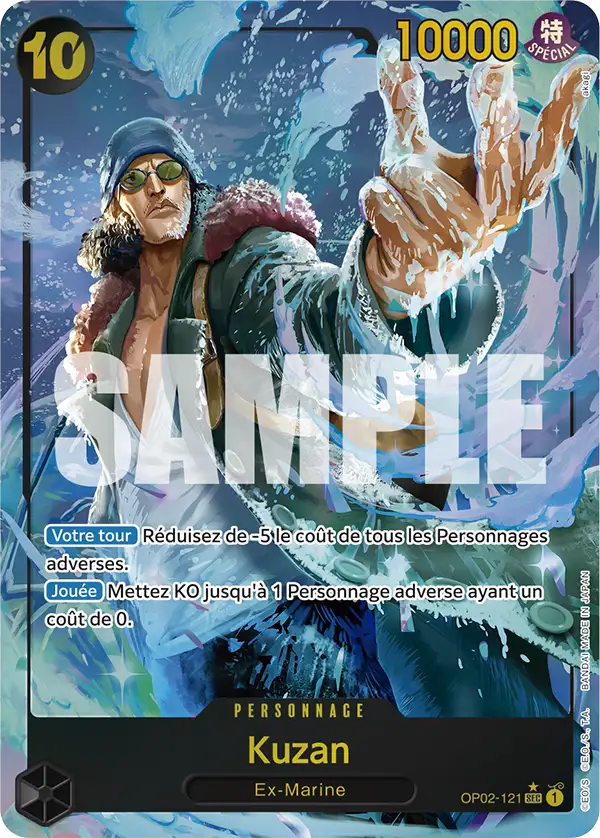 10
10000
特
SPÉCIAL
akagi
SAMPLE
Votre tour Réduisez de -5 le coût de tous les Personnages
adverses.
Jouée Mettez KO jusqu'à 1 Personnage adverse ayant un
coût de 0.
©E.O/S ©E.O./S., T.A. BANDAI MADE IN JAPAN
PERSONNAGE
Kuzan
Ex-Marine
OP02-121 SEC 1